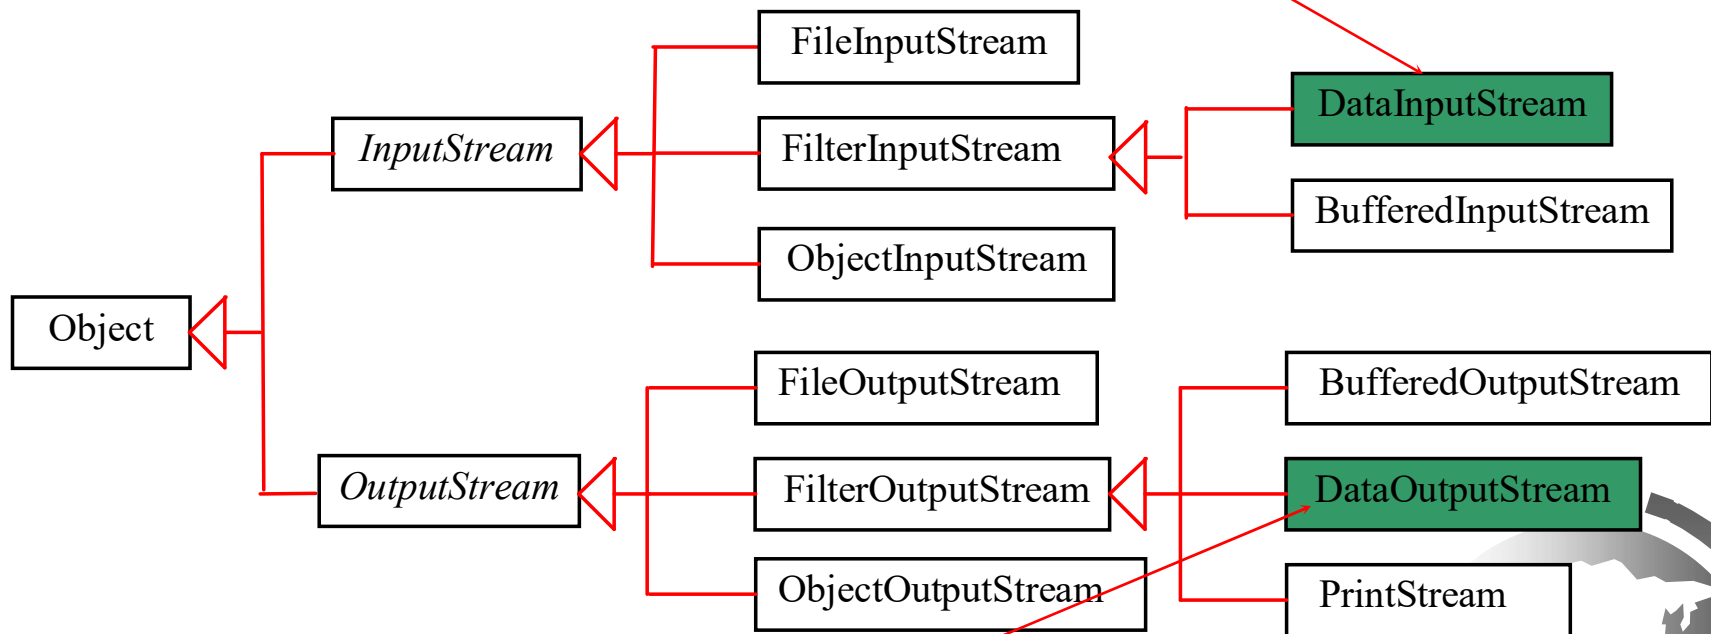 FileInputStream
DataInputStream
InputStream
FilterInputStream
BufferedInputStream
ObjectInputStream
Object
FileOutputStream
BufferedOutputStream
OutputStream
FilterOutputStream
DataOutputStream
ObjectOutputStream
PrintStream